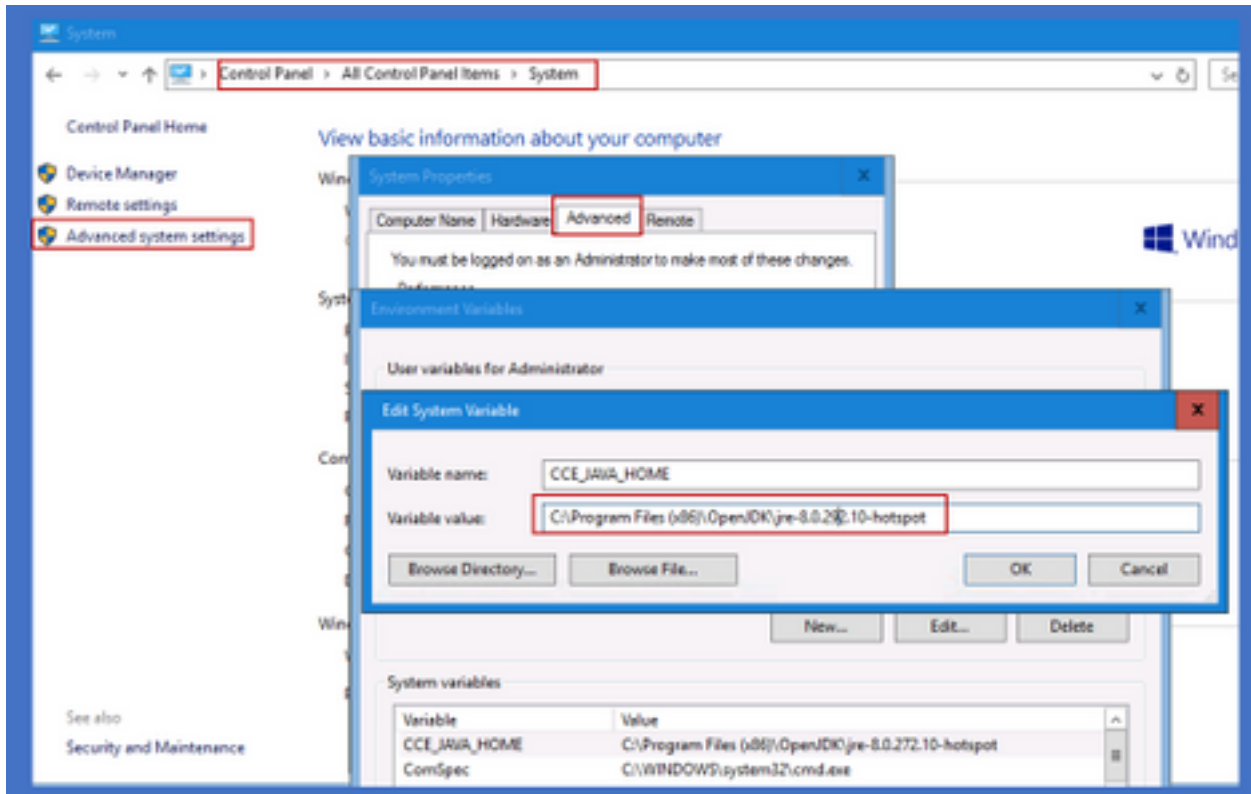 System
Control Panel > All Control Panel Items > System
Se
Control Panel Home
Device Manager
Remote settings
Advanced system settings
View basic information about your computer
Wind
System Properties
Computer Name Hardware Advanced Remote
You must be logged on as an Administrator to make most of these changes.
Performance
Syste
Environment Variables
User variables for Administrator
Edit System Variable
Variable name: CCE_JAVA_HOME
Variable value:
C:\Program Files (x86)\OpenJDK\jre-8.0.292.10-hotspot
Browse Directory... Browse File... OK Cancel
New... Edit... Delete
System variables
Variable Value
CCE_JAVA_HOME C:\Program Files (x86)\OpenJDK\jre-8.0.272.10-hotspot
ComSpec C:\WINDOWS\system32\cmd.exe
See also
Security and Maintenance